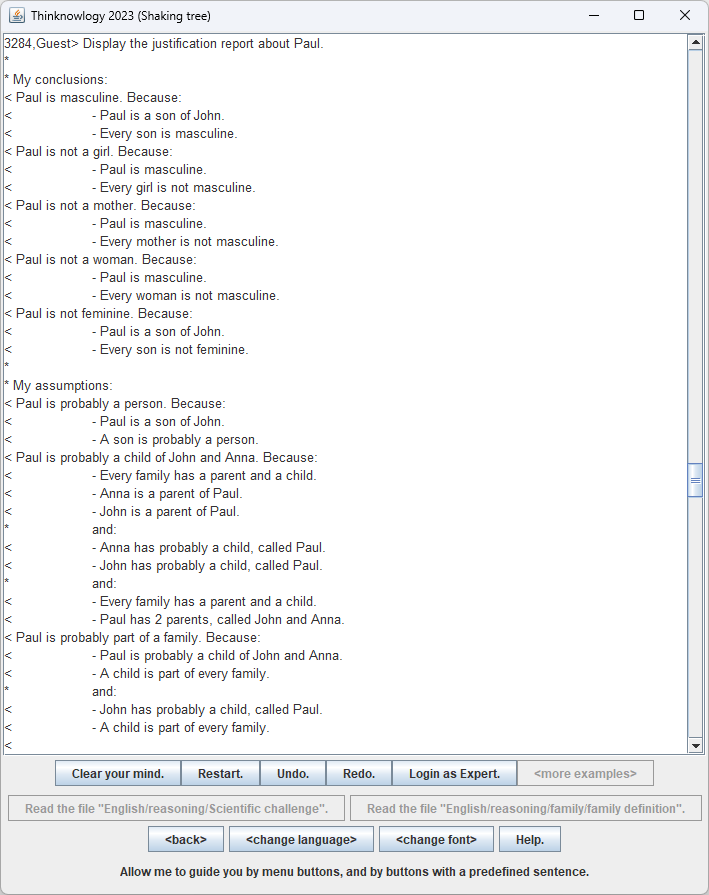 Thinknowlogy 2023 (Shaking tree)
3284,Guest> Display the justification report about Paul.
*
* My conclusions:
< Paul is masculine. Because:
< - Paul is a son of John.
< - Every son is masculine.
< Paul is not a girl. Because:
< - Paul is masculine.
< - Every girl is not masculine.
< Paul is not a mother. Because:
< - Paul is masculine.
< - Every mother is not masculine.
< Paul is not a woman. Because:
< - Paul is masculine.
< - Every woman is not masculine.
< Paul is not feminine. Because:
< - Paul is a son of John.
< - Every son is not feminine.
*
* My assumptions:
< Paul is probably a person. Because:
< - Paul is a son of John.
< - A son is probably a person.
< Paul is probably a child of John and Anna. Because:
< - Every family has a parent and a child.
< - Anna is a parent of Paul.
< - John is a parent of Paul.
* and:
< - Anna has probably a child, called Paul.
< - John has probably a child, called Paul.
* and:
< - Every family has a parent and a child.
< - Paul has 2 parents, called John and Anna.
< Paul is probably part of a family. Because:
< - Paul is probably a child of John and Anna.
< - A child is part of every family.
* and:
< - John has probably a child, called Paul.
< - A child is part of every family.
<
Clear your mind. Restart. Undo. Redo. Login as Expert. <more examples>
Read the file "English/reasoning/Scientific challenge". Read the file "English/reasoning/family/family definition".
<back> <change language> <change font> Help.
Allow me to guide you by menu buttons, and by buttons with a predefined sentence.